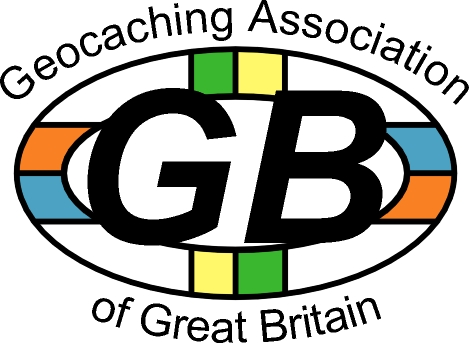 Geocaching Association
GB
of Great Britain